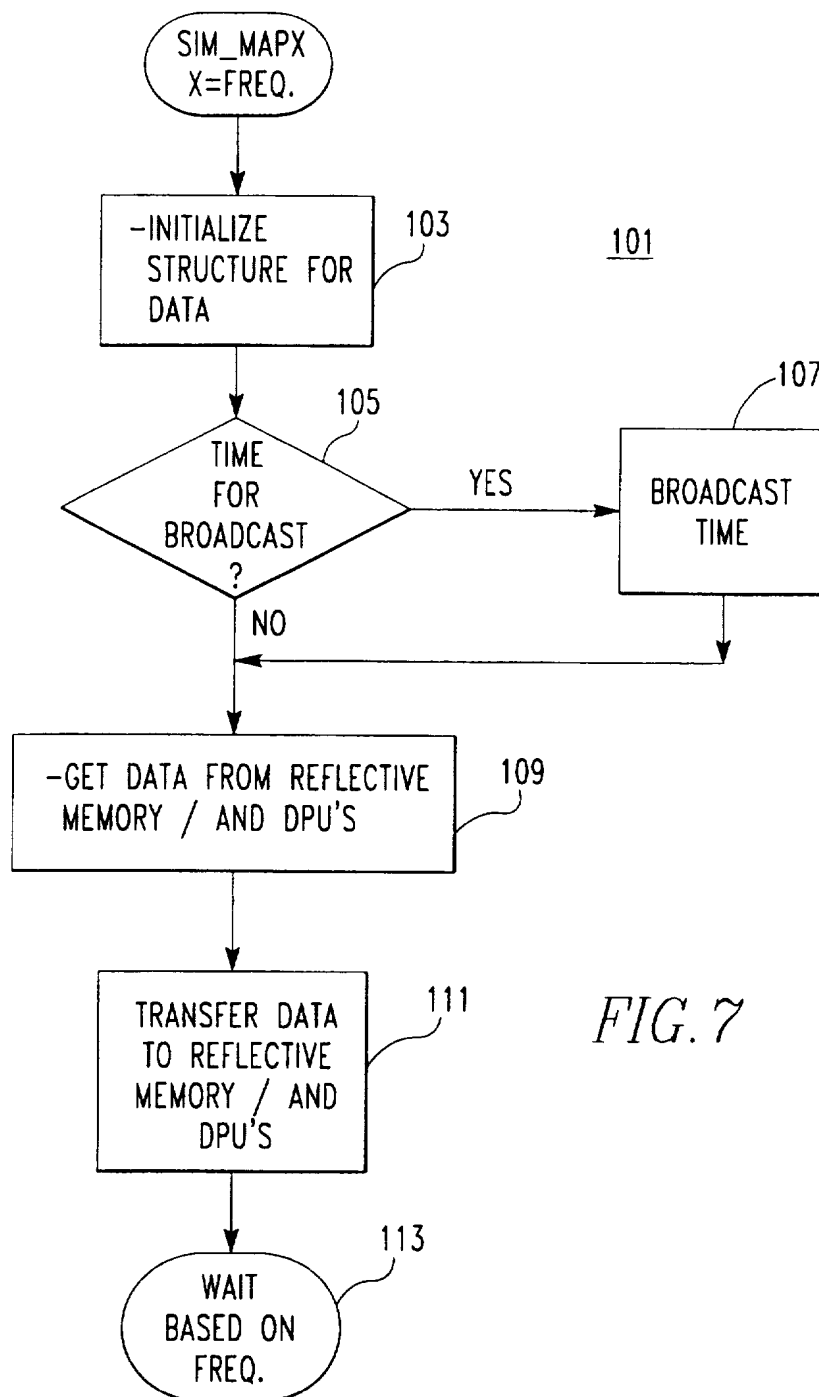 SIM_MAPX
X=FREQ.
-INITIALIZE
STRUCTURE FOR
DATA
103
101
105
TIME
FOR
BROADCAST
?
YES
107
BROADCAST
TIME
NO
-GET DATA FROM REFLECTIVE
MEMORY / AND DPU'S
109
TRANSFER DATA
TO REFLECTIVE
MEMORY / AND
DPU'S
111
FIG. 7
WAIT
BASED ON
FREQ.
113